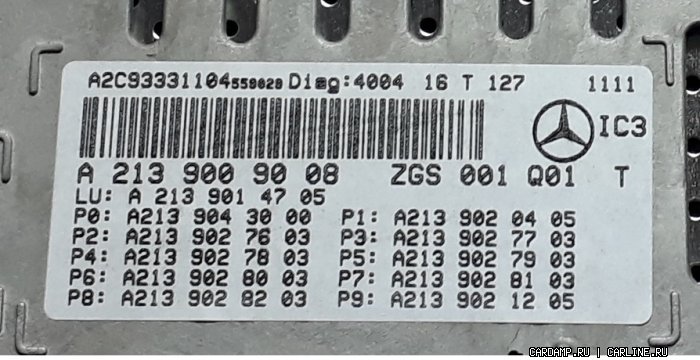 A2C93331104559029 Diag:4004 16 T 127 1111
IC3
A 213 900 90 08 ZGS 001 Q01 T
LU: A 213 901 47 05
P0: A213 904 30 00 P1: A213 902 04 05
P2: A213 902 76 03 P3: A213 902 77 03
P4: A213 902 78 03 P5: A213 902 79 03
P6: A213 902 80 03 P7: A213 902 81 03
P8: A213 902 82 03 P9: A213 902 12 05
CARDAMP.RU | CARLINE.RU